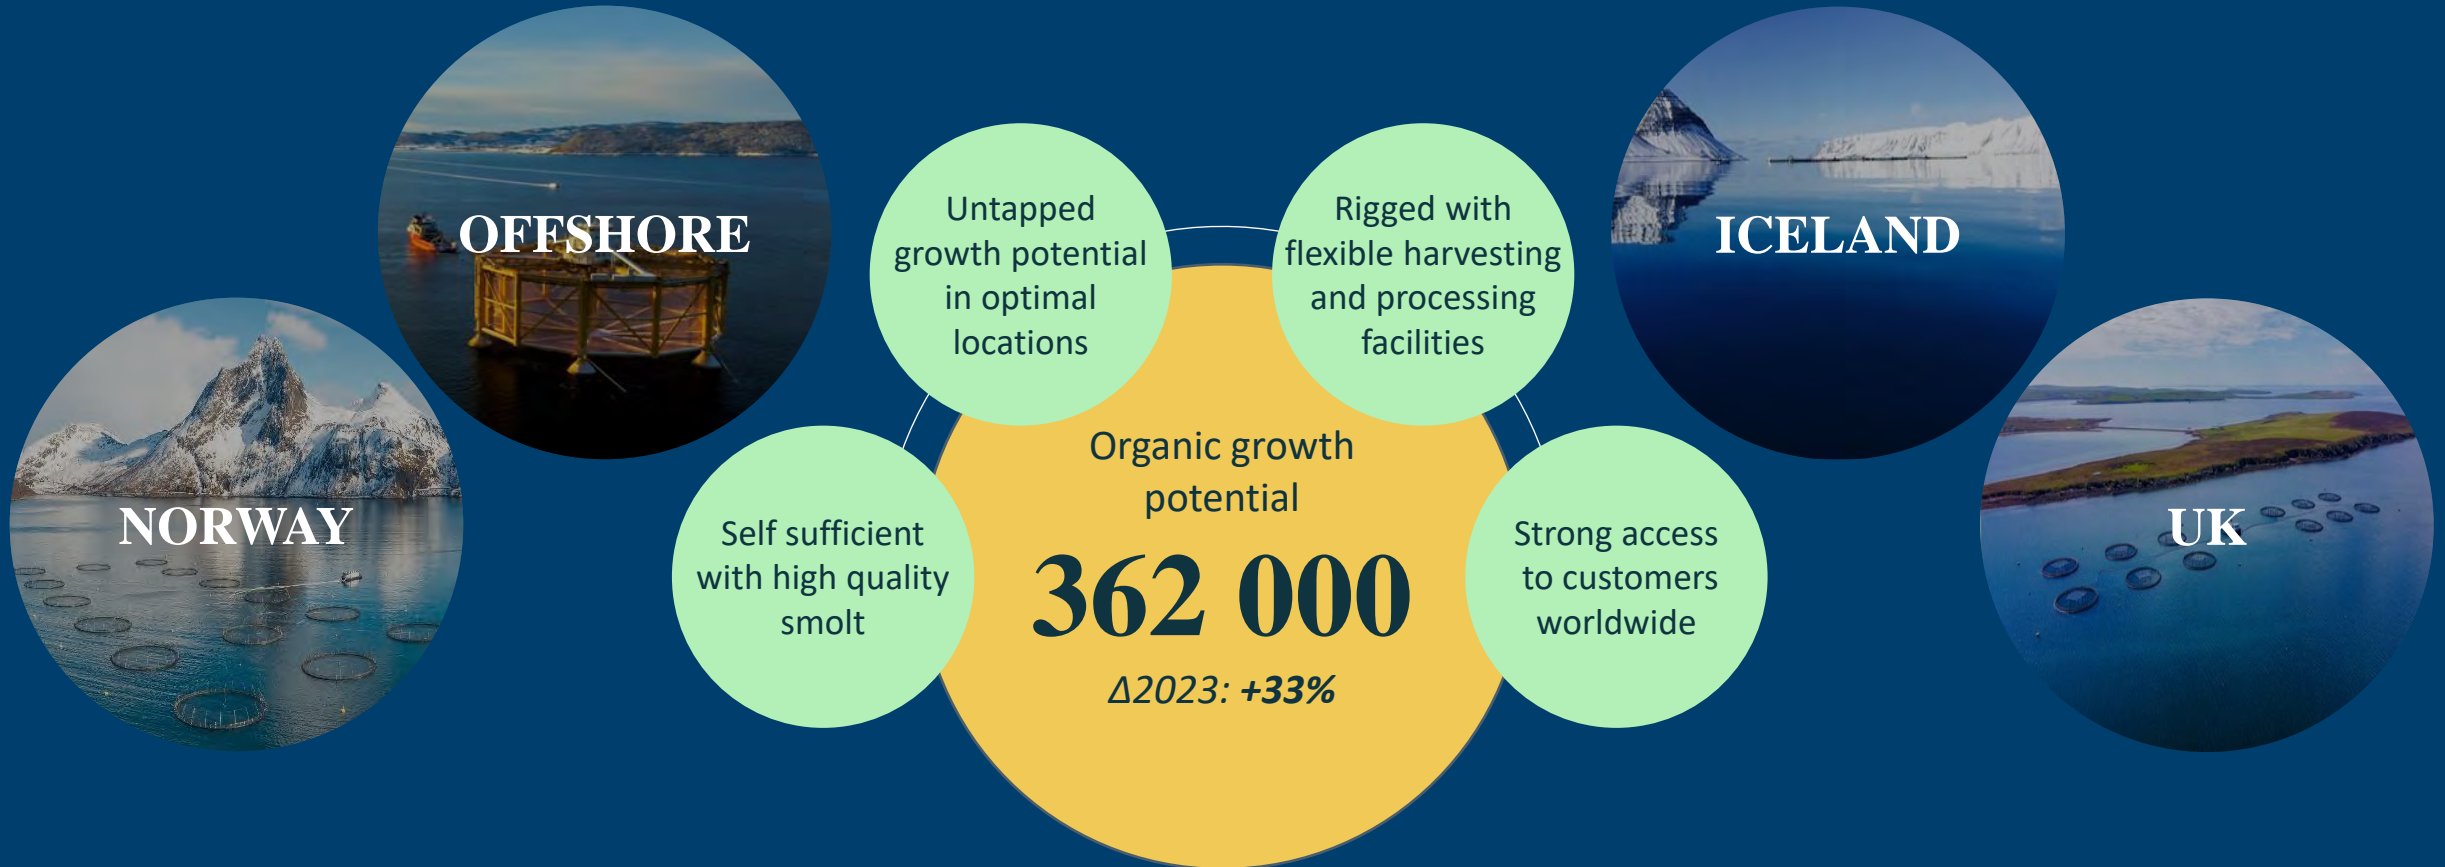 OFFSHORE
ICELAND
NORWAY
UK
Untapped
growth potential
in optimal
locations
Rigged with
flexible harvesting
and processing
facilities
Self sufficient
with high quality
smolt
Organic growth
potential
362 000
Δ2023: +33%
Strong access
to customers
worldwide